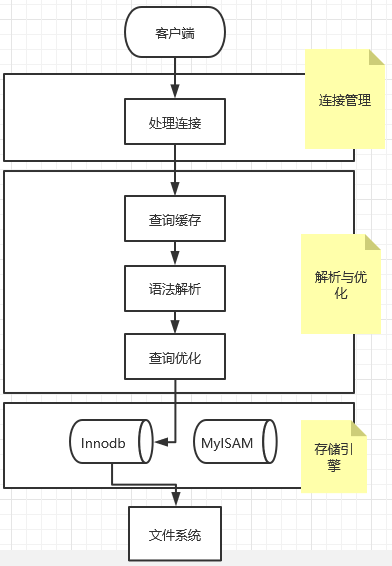 客户端
连接管理
处理连接
查询缓存
解析与优
化
语法解析
查询优化
Innodb
MyISAM
存储引
擎
文件系统